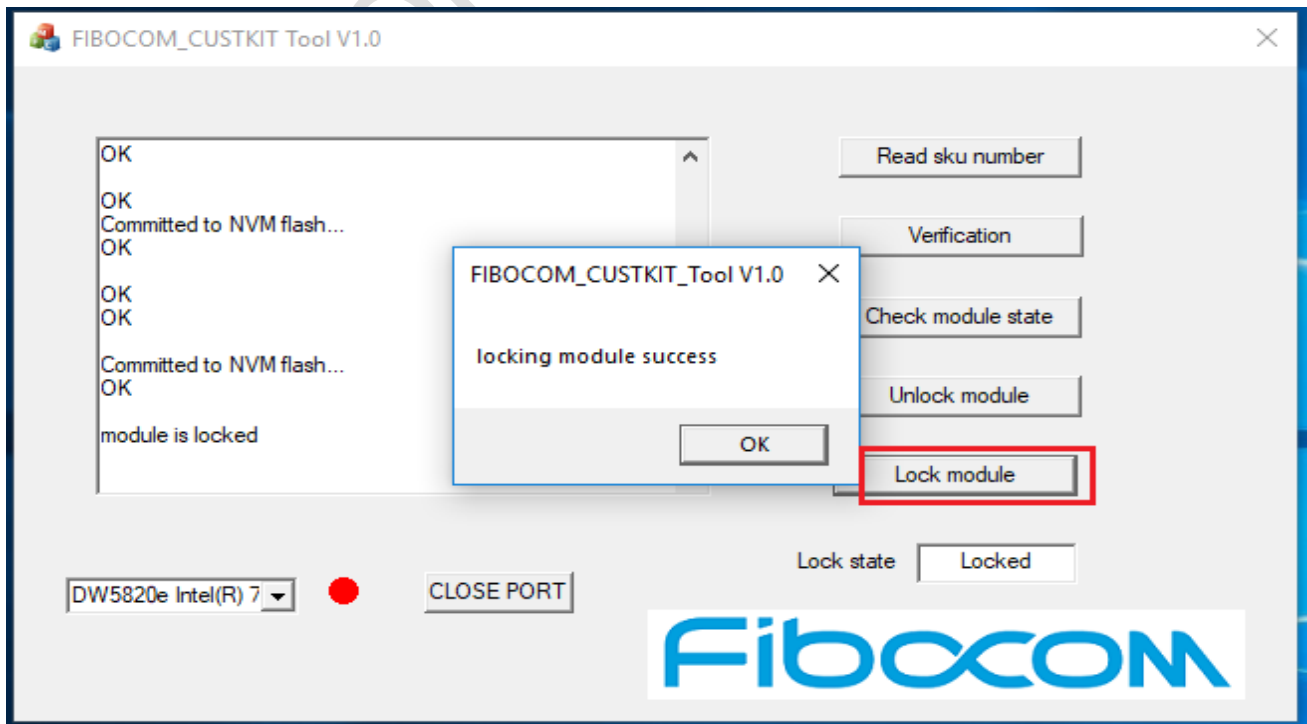 FIBOCOM_CUSTKIT Tool V1.0
OK
OK
Committed to NVM flash...
OK
OK
OK
Committed to NVM flash...
OK
module is locked
Read sku number
Verification
Check module state
Unlock module
Lock module
FIBOCOM_CUSTKIT_Tool V1.0
locking module success
OK
Lock state Locked
DW5820e Intel(R) 7
CLOSE PORT
Fibocom